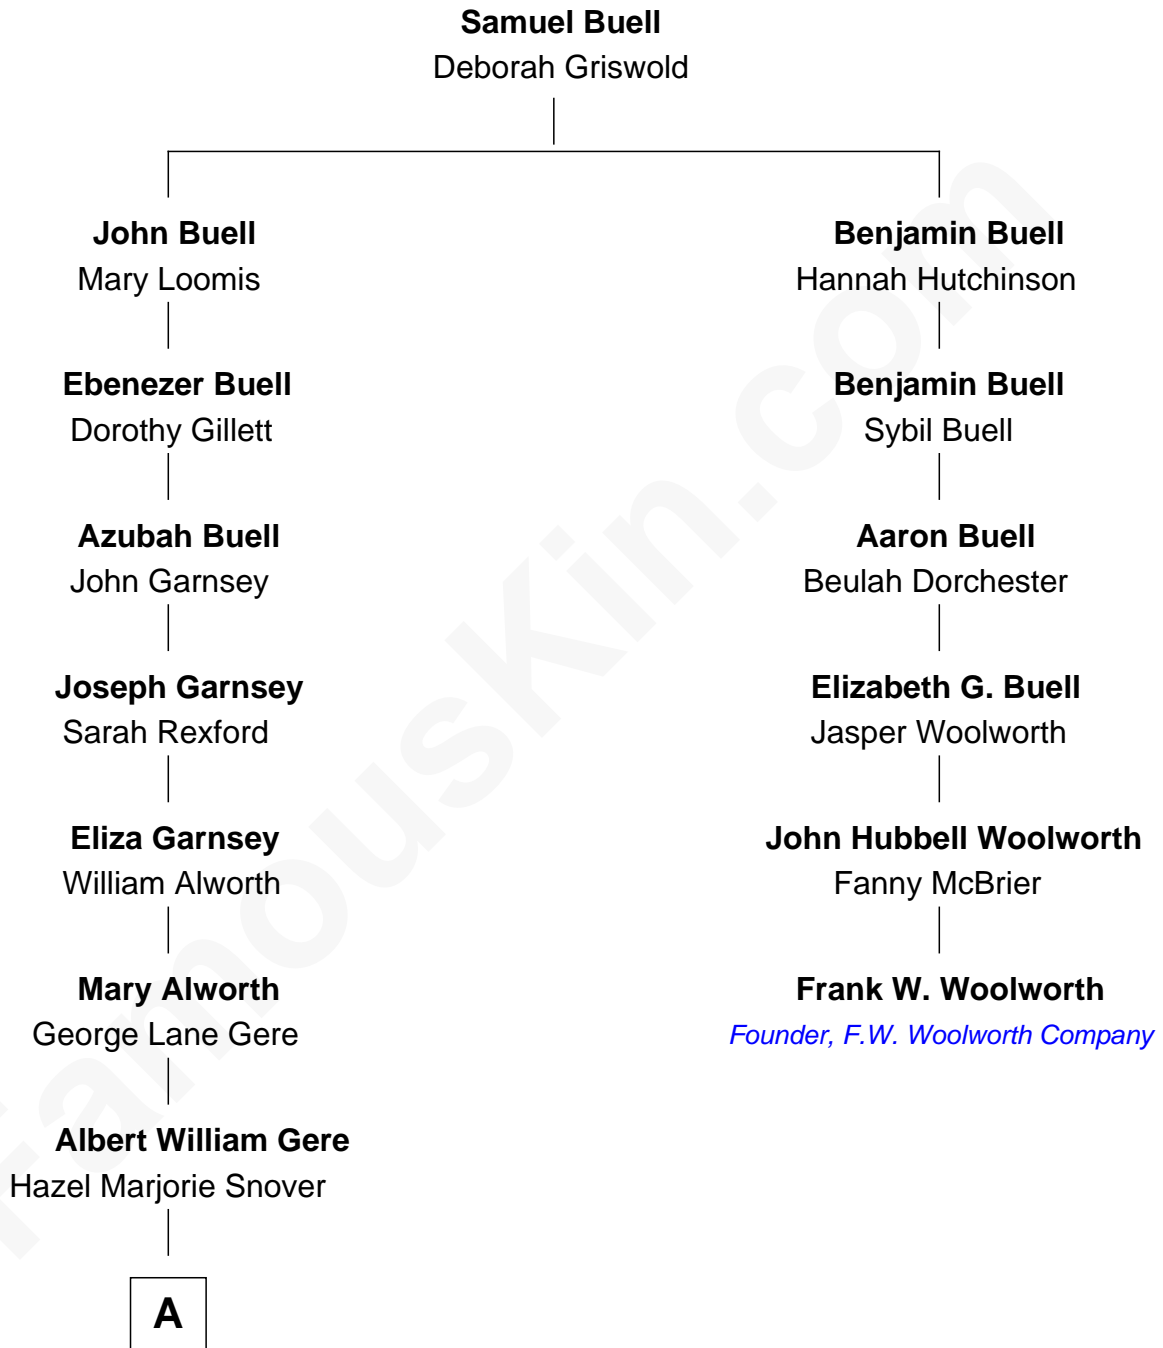 Samuel Buell
Deborah Griswold
John Buell
Mary Loomis
Benjamin Buell
Hannah Hutchinson
Ebenezer Buell
Dorothy Gillett
Benjamin Buell
Sybil Buell
Azubah Buell
John Garnsey
Aaron Buell
Beulah Dorchester
Joseph Garnsey
Sarah Rexford
Elizabeth G. Buell
Jasper Woolworth
Eliza Garnsey
William Alworth
John Hubbell Woolworth
Fanny McBrier
Mary Alworth
George Lane Gere
Frank W. Woolworth
Founder, F.W. Woolworth Company
Albert William Gere
Hazel Marjorie Snover
A
FamousKin.com